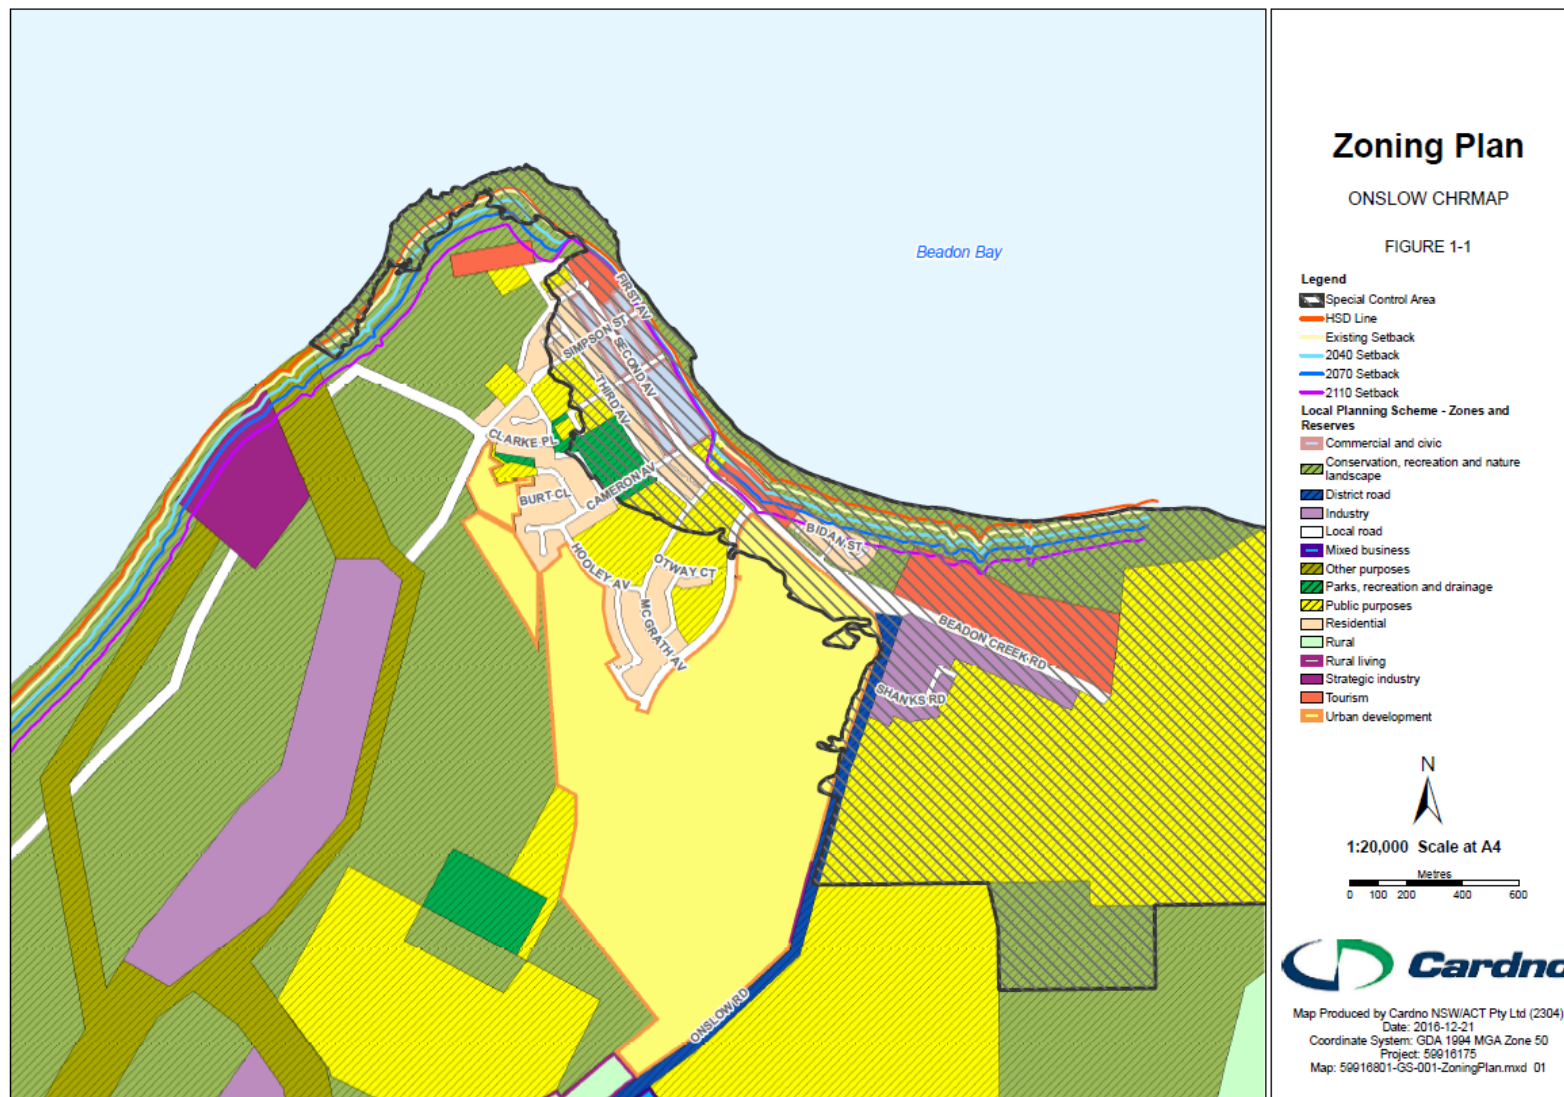 Zoning Plan
ONSLOW CHRMAP
FIGURE 1-1
Legend
Special Control Area
HSD Line
Existing Setback
2040 Setback
2070 Setback
2110 Setback
Local Planning Scheme - Zones and
Reserves
Commercial and civic
Conservation, recreation and nature
landscape
District road
Industry
Local road
Mixed business
Other purposes
Parks, recreation and drainage
Public purposes
Residential
Rural
Rural living
Strategic industry
Tourism
Urban development
N
1:20,000 Scale at A4
Metres
0 100 200 400 600
Cardno
Map Produced by Cardno NSW/ACT Pty Ltd (2304)
Date: 2016-12-21
Coordinate System: GDA 1994 MGA Zone 50
Project: 59916175
Map: 59916801-GS-001-ZoningPlan.mxd 01
Beadon Bay
FIRST AV
SIMPSON ST
SECOND AV
THIRD AV
CLARKE PL
CAMERON AV
BURT CL
BIDAN ST
HOOLEY AV
OTWAY CT
MCGRATH AV
BEADON CREEK RD
SHANKS RD
ONSLOW RD